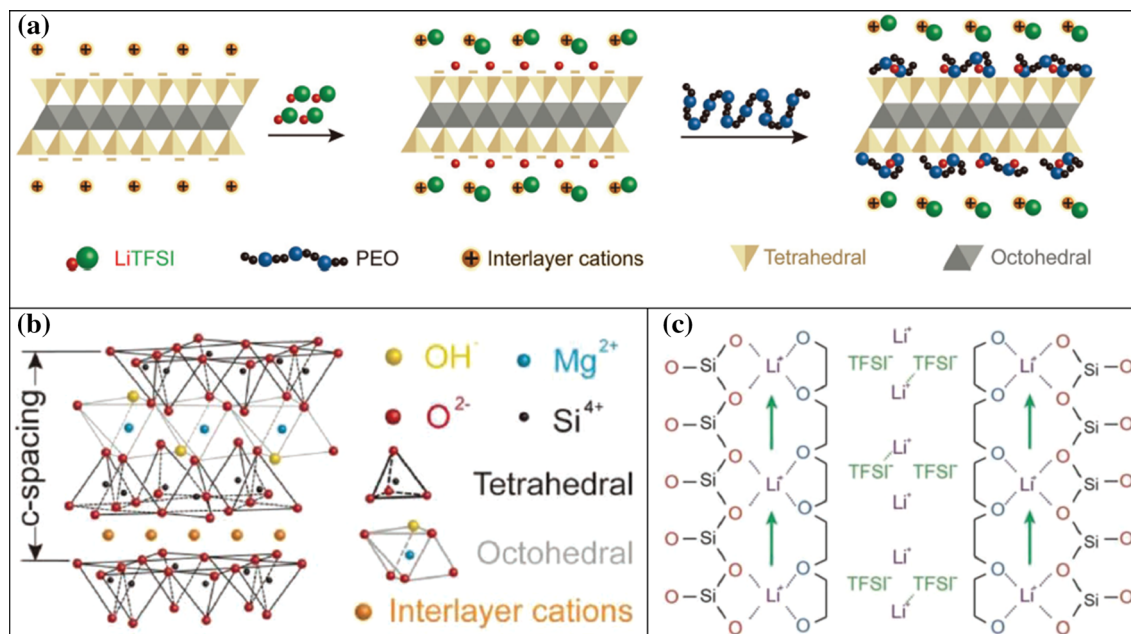 (a)
LiTFSI
PEO
Interlayer cations
Tetrahedral
Octohedral
(b)
c-spacing
OH⁻
Mg²⁺
O²⁻
Si⁴⁺
Tetrahedral
Octohedral
Interlayer cations
(c)
O Li⁺ O
O Si O Li⁺ O TFSI⁻ TFSI⁻ O Li⁺ O Si O
O Li⁺ O
Si Si O
O O
O Li⁺ O
O Si Li⁺ TFSI⁻ TFSI⁻ Li⁺ Si O
O O Li⁺ O O
Si Si O
O O Li⁺ O O
O Si Li⁺ TFSI⁻ TFSI⁻ Li⁺ Si O
O O Li⁺ O O